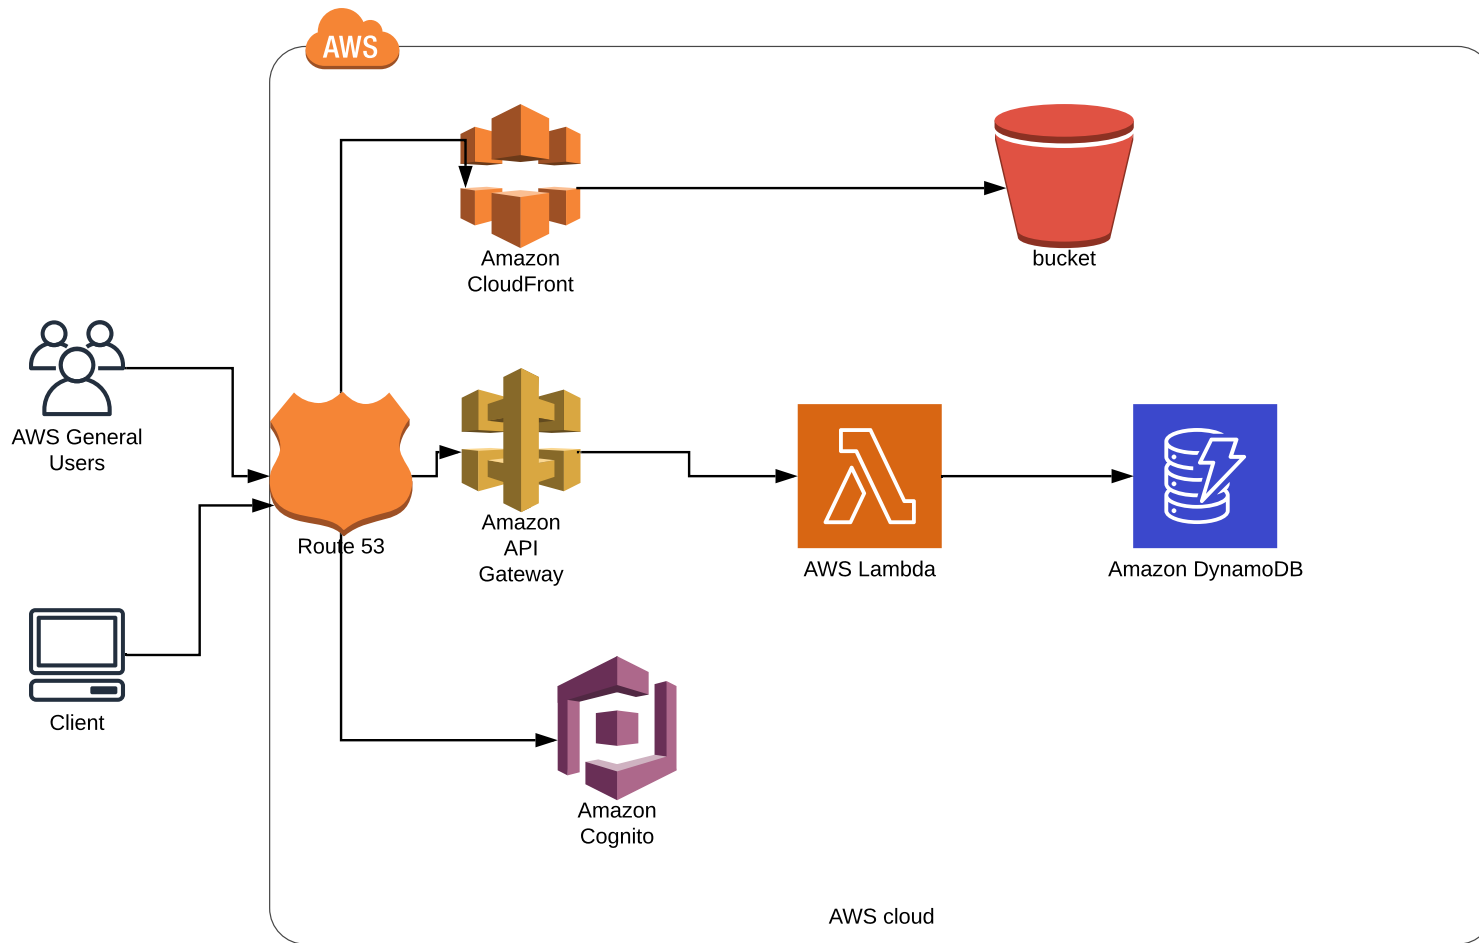 AWS
Amazon
CloudFront
bucket
AWS General
Users
Route 53
Amazon
API
Gateway
AWS Lambda
Amazon DynamoDB
Client
Amazon
Cognito
AWS cloud